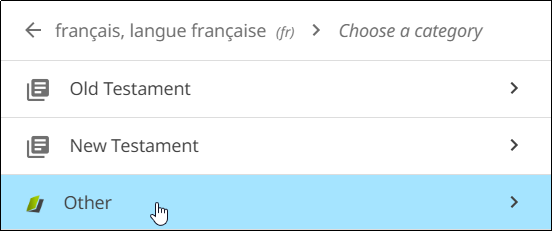 français, langue française (fr) > Choose a category
Old Testament
New Testament
Other